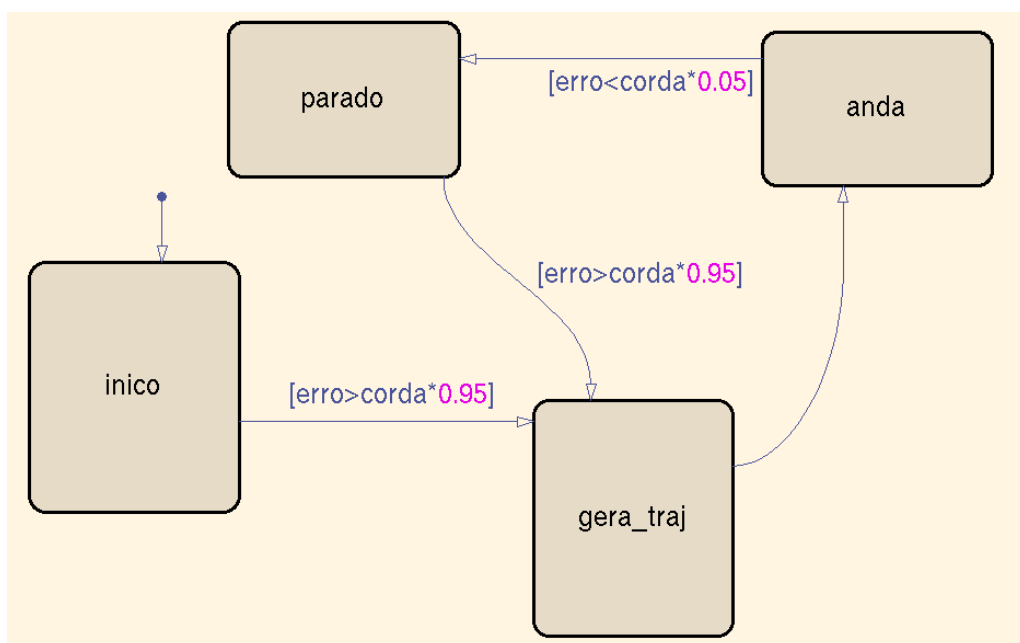 parado
[erro<corda*0.05]
anda
[erro>corda*0.95]
inico
[erro>corda*0.95]
gera_traj